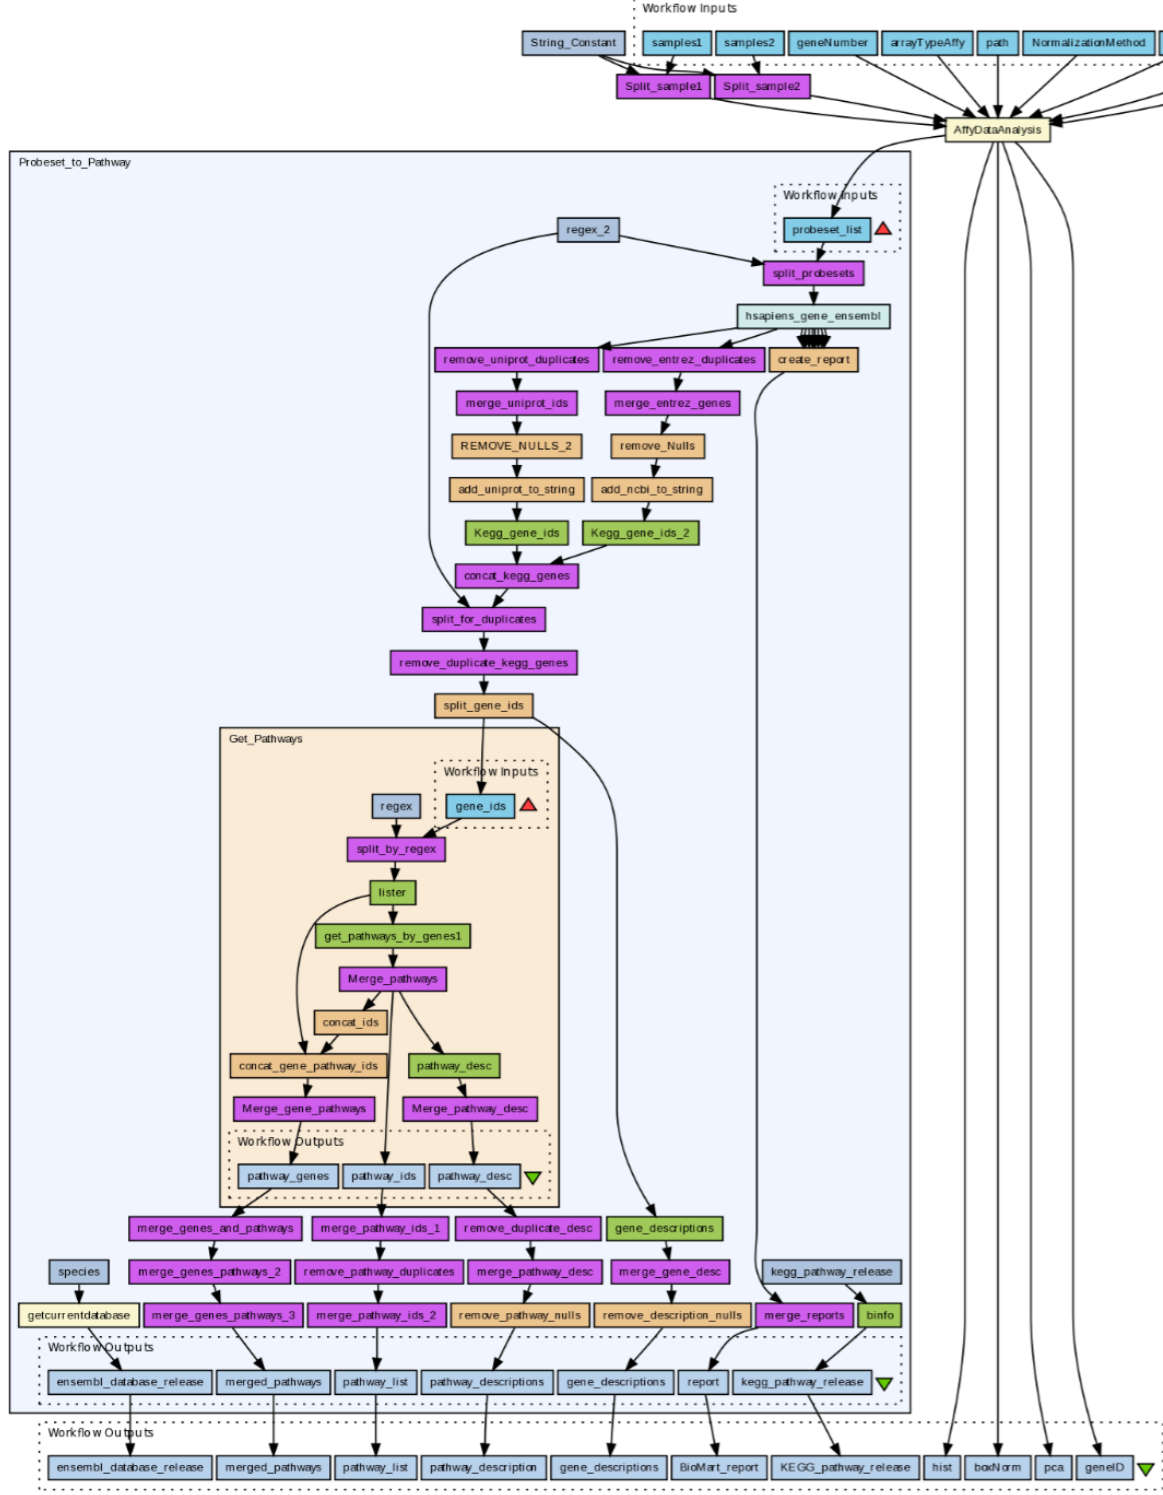 Workflow Inputs
String_Constant
samples1
samples2
geneNumber
arrayTypeAffy
path
NormalizationMethod
Split_sample1
Split_sample2
AffyDataAnalysis
Probeset_to_Pathway
Workflow Inputs
regex_2
probeset_list
split_probesets
hsapiens_gene_ensembl
remove_uniprot_duplicates
remove_entrez_duplicates
create_report
merge_uniprot_ids
merge_entrez_genes
REMOVE_NULLS_2
remove_Nulls
add_uniprot_to_string
add_ncbi_to_string
Kegg_gene_ids
Kegg_gene_ids_2
concat_kegg_genes
split_for_duplicates
remove_duplicate_kegg_genes
split_gene_ids
Get_Pathways
Workflow Inputs
regex
gene_ids
split_by_regex
lister
get_pathways_by_genes1
Merge_pathways
concat_ids
concat_gene_pathway_ids
pathway_desc
Merge_gene_pathways
Merge_pathway_desc
Workflow Outputs
pathway_genes
pathway_ids
pathway_desc
merge_genes_and_pathways
merge_pathway_ids_1
remove_duplicate_desc
gene_descriptions
species
merge_genes_pathways_2
remove_pathway_duplicates
merge_pathway_desc
merge_gene_desc
kegg_pathway_release
getcurrentdatabase
merge_genes_pathways_3
merge_pathway_ids_2
remove_pathway_nulls
remove_description_nulls
merge_reports
binfo
Workflow Outputs
ensembl_database_release
merged_pathways
pathway_list
pathway_descriptions
gene_descriptions
report
kegg_pathway_release
Workflow Outputs
ensembl_database_release
merged_pathways
pathway_list
pathway_description
gene_descriptions
BioMart_report
KEGG_pathway_release
hist
boxNorm
pca
geneID